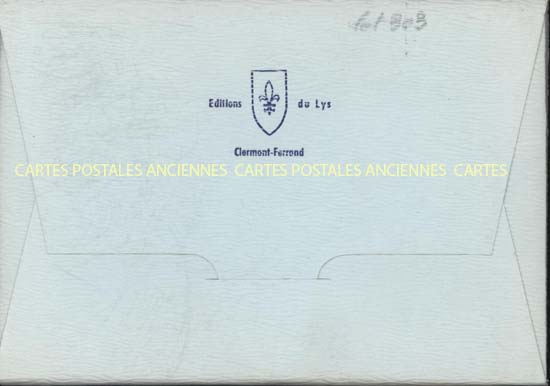 Editions du Lys
Clermont-Ferrand
CARTES POSTALES ANCIENNES CARTES POSTALES ANCIENNES CARTES